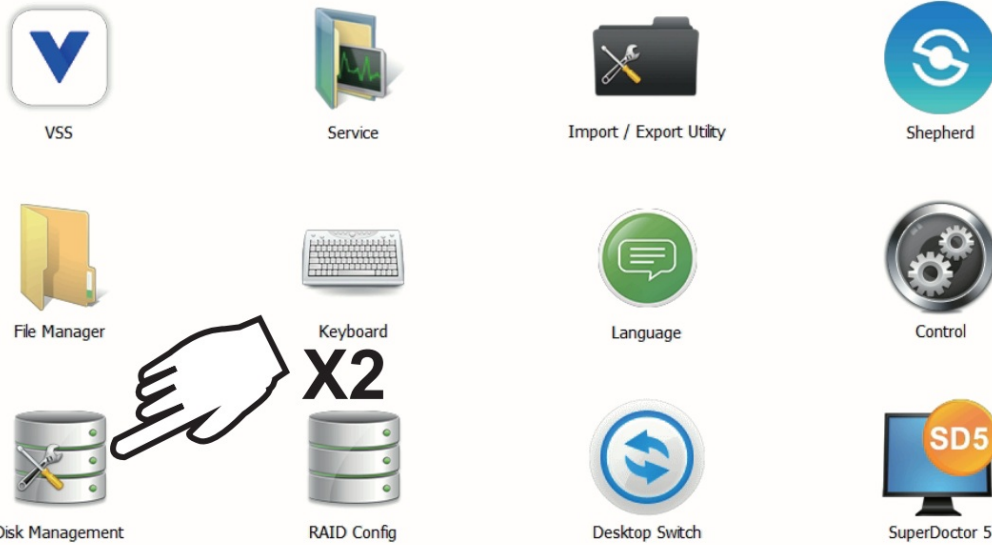 VSS
Service
Import / Export Utility
Shepherd
File Manager
Keyboard
Language
Control
X2
SD5
Disk Management
RAID Config
Desktop Switch
SuperDoctor 5